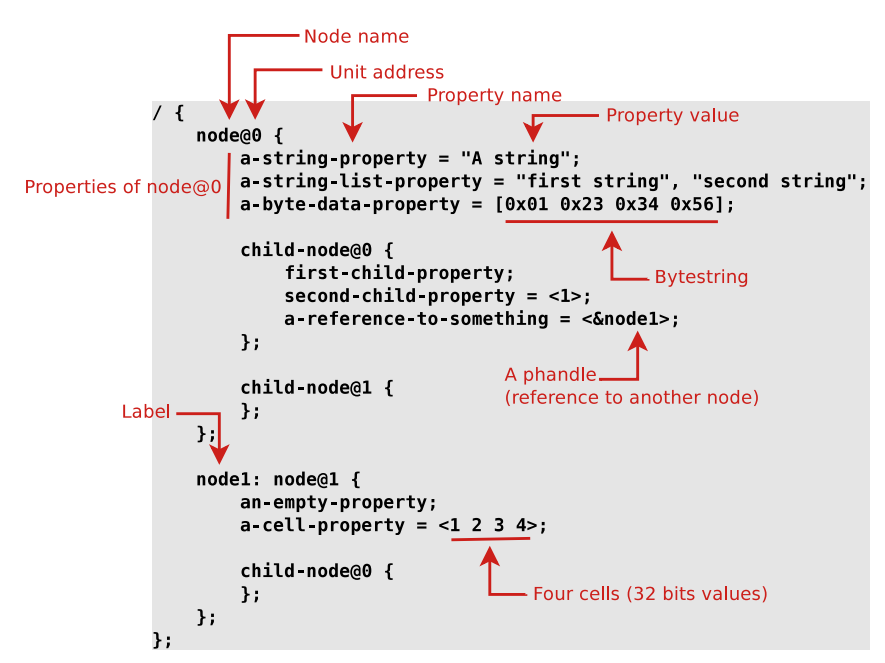 Node name
Unit address
Property name
Property value
/ {
node@0 {
a-string-property = "A string";
Properties of node@0
a-string-list-property = "first string", "second string";
a-byte-data-property = [0x01 0x23 0x34 0x56];
child-node@0 {
first-child-property;
Bytestring
second-child-property = <1>;
a-reference-to-something = <&node1>;
};
A phandle
(reference to another node)
child-node@1 {
Label
};
};
node1: node@1 {
an-empty-property;
a-cell-property = <1 2 3 4>;
child-node@0 {
Four cells (32 bits values)
};
};
};